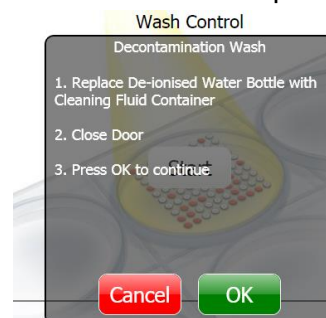 Wash Control
Decontamination Wash
1. Replace De-ionised Water Bottle with
Cleaning Fluid Container
2. Close Door
3. Press OK to continue
Start
Cancel
OK